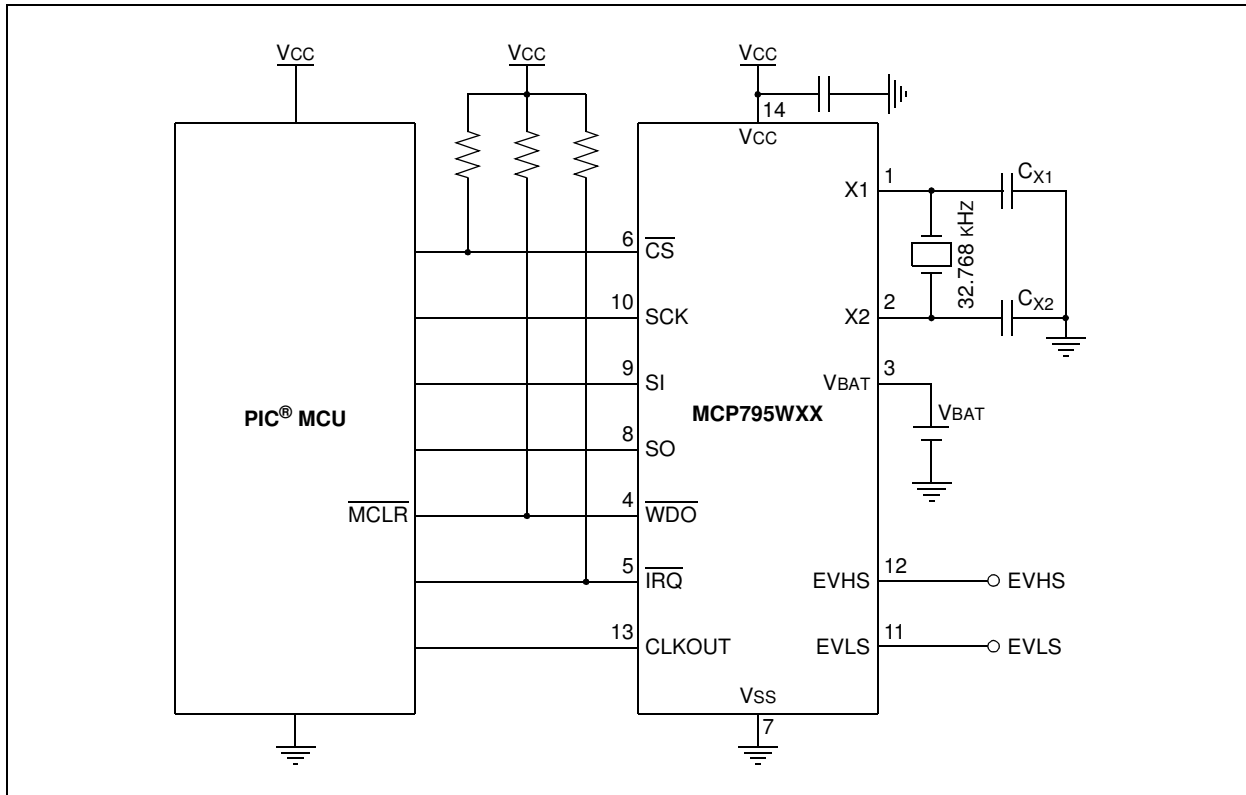 VCC
VCC
VCC
14
VCC
PIC® MCU
MCLR
6 CS
10 SCK
9 SI
8 SO
4 WDO
5 IRQ
13 CLKOUT
MCP795WXX
X1 1
CX1
32.768 KHZ
X2 2
CX2
VBAT 3
VBAT
EVHS 12 EVHS
EVLS 11 EVLS
VSS
7